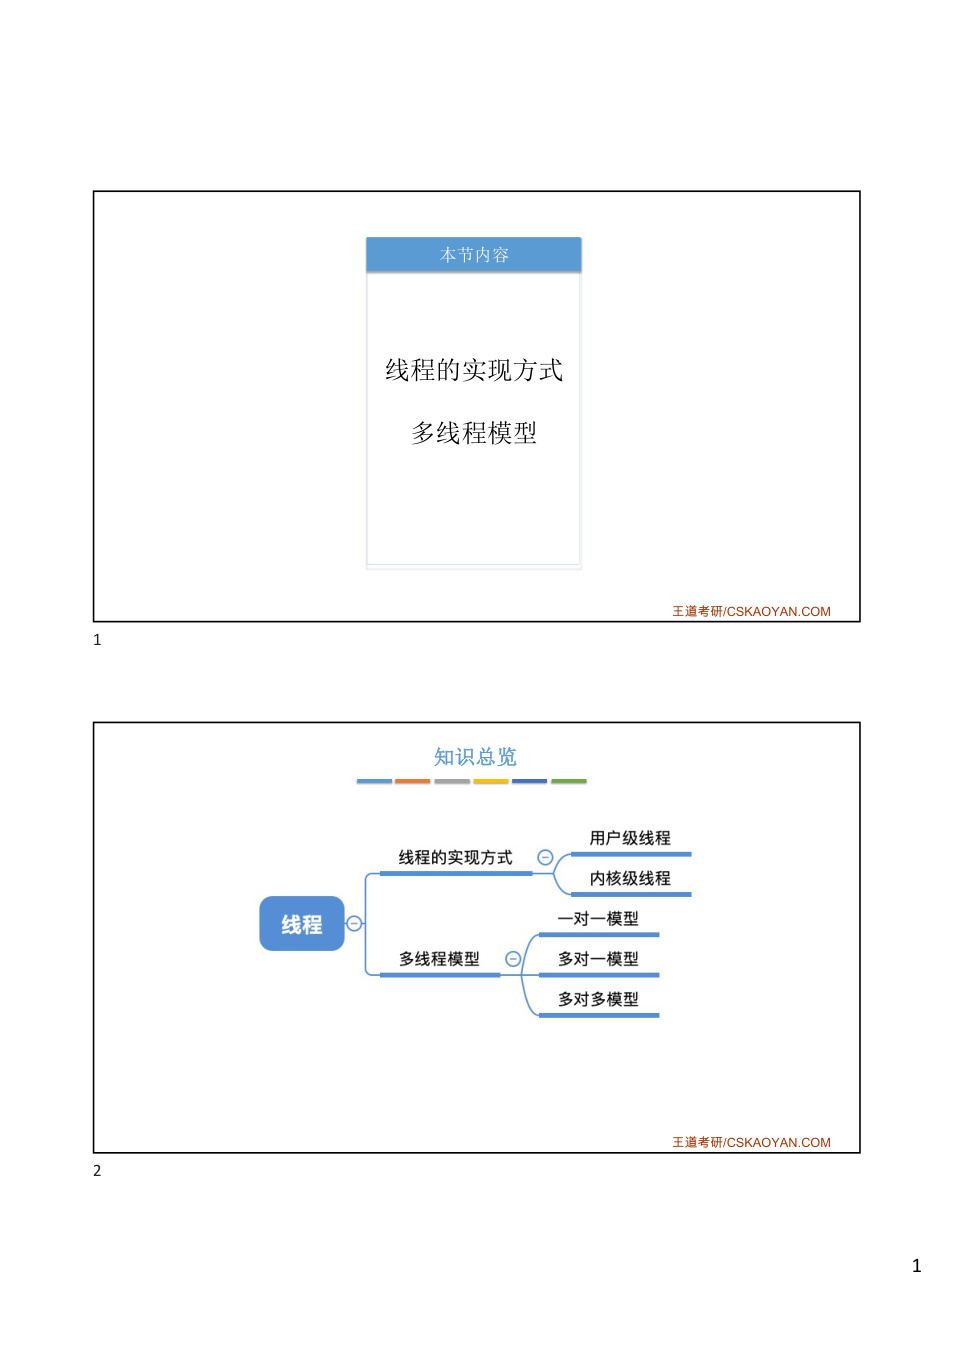 本节内容
线程的实现方式
多线程模型
王道考研/CSKAOYAN.COM
1
知识总览
用户级线程
线程的实现方式
内核级线程
线程
一对一模型
多线程模型
多对一模型
多对多模型
王道考研/CSKAOYAN.COM
2
1